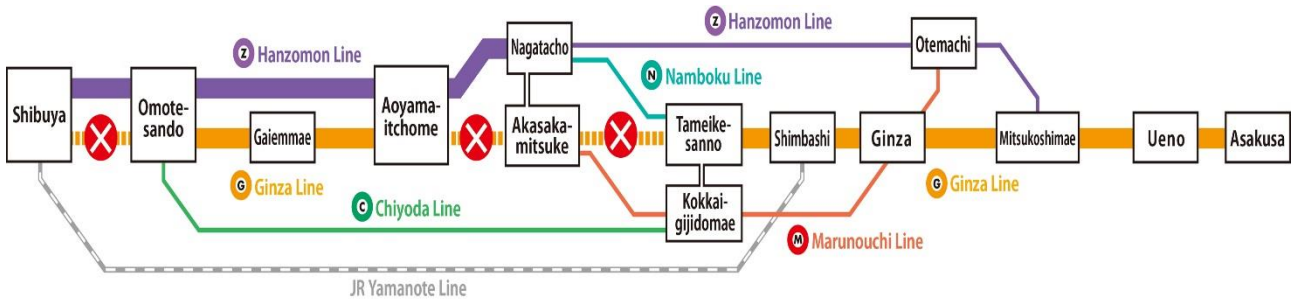 Z Hanzomon Line
Z Hanzomon Line
Nagatacho
Otemachi
N Namboku Line
Shibuya
Omote-
sando
Gaiemmae
Aoyama-
itchome
Akasaka-
mitsuke
Tameike-
sanno
Shimbashi
Ginza
Mitsukoshimae
Ueno
Asakusa
G Ginza Line
G Ginza Line
C Chiyoda Line
Kokkai-
gijidomae
M Marunouchi Line
JR Yamanote Line